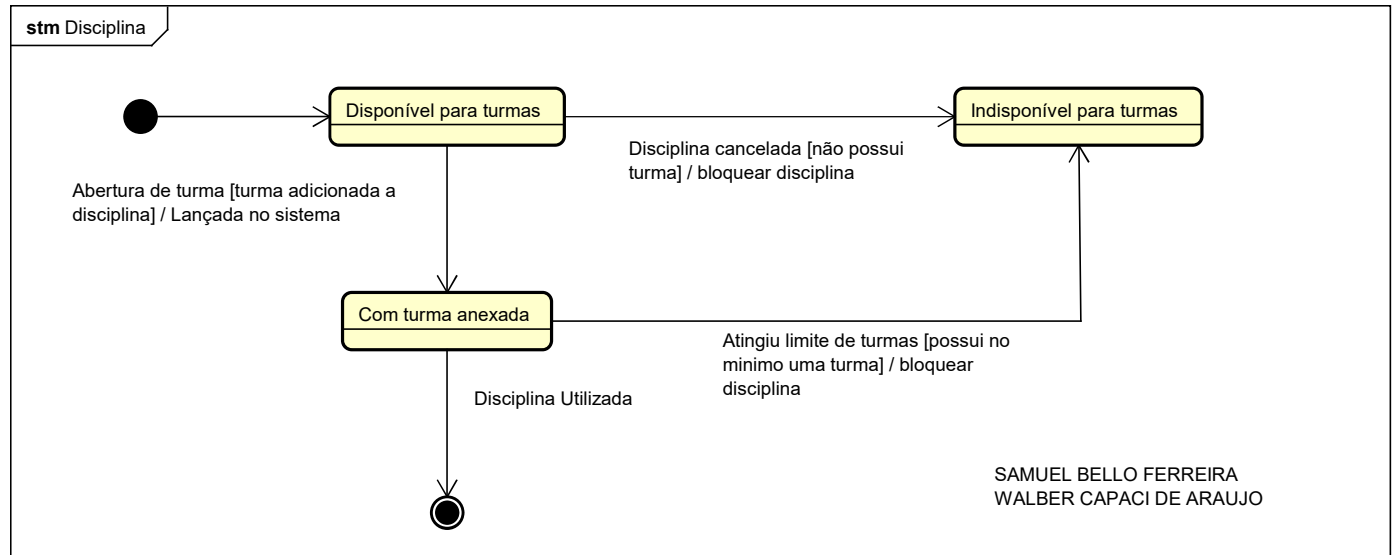 stm Disciplina
Disponível para turmas
Indisponível para turmas
Disciplina cancelada [não possui
turma] / bloquear disciplina
Abertura de turma [turma adicionada a
disciplina] / Lançada no sistema
Com turma anexada
Atingiu limite de turmas [possui no
minimo uma turma] / bloquear
disciplina
Disciplina Utilizada
SAMUEL BELLO FERREIRA
WALBER CAPACI DE ARAUJO